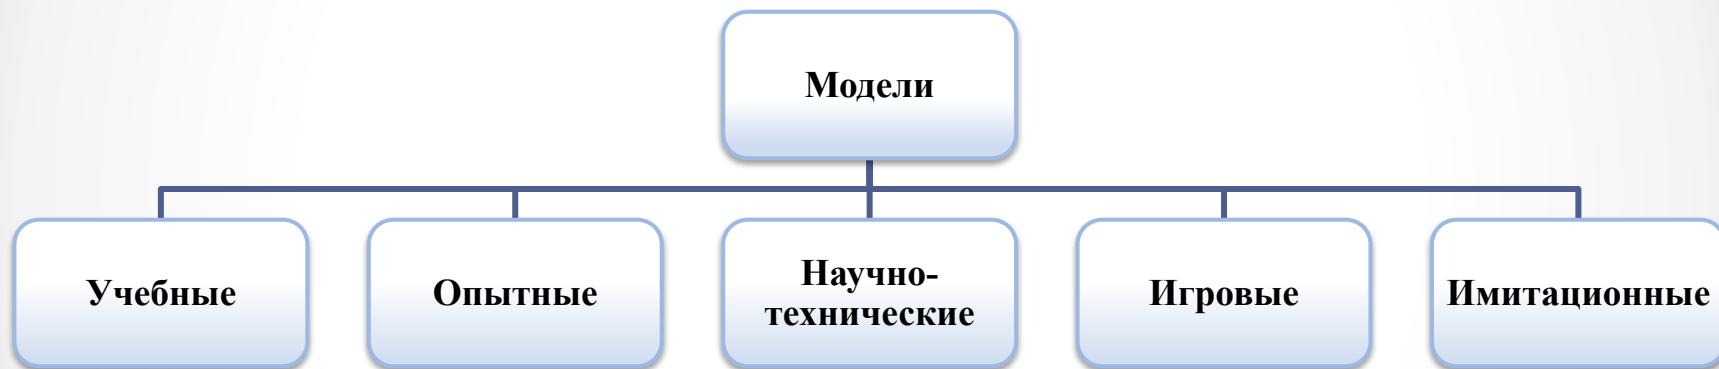 Модели
Учебные
Опытные
Научно-
технические
Игровые
Имитационные